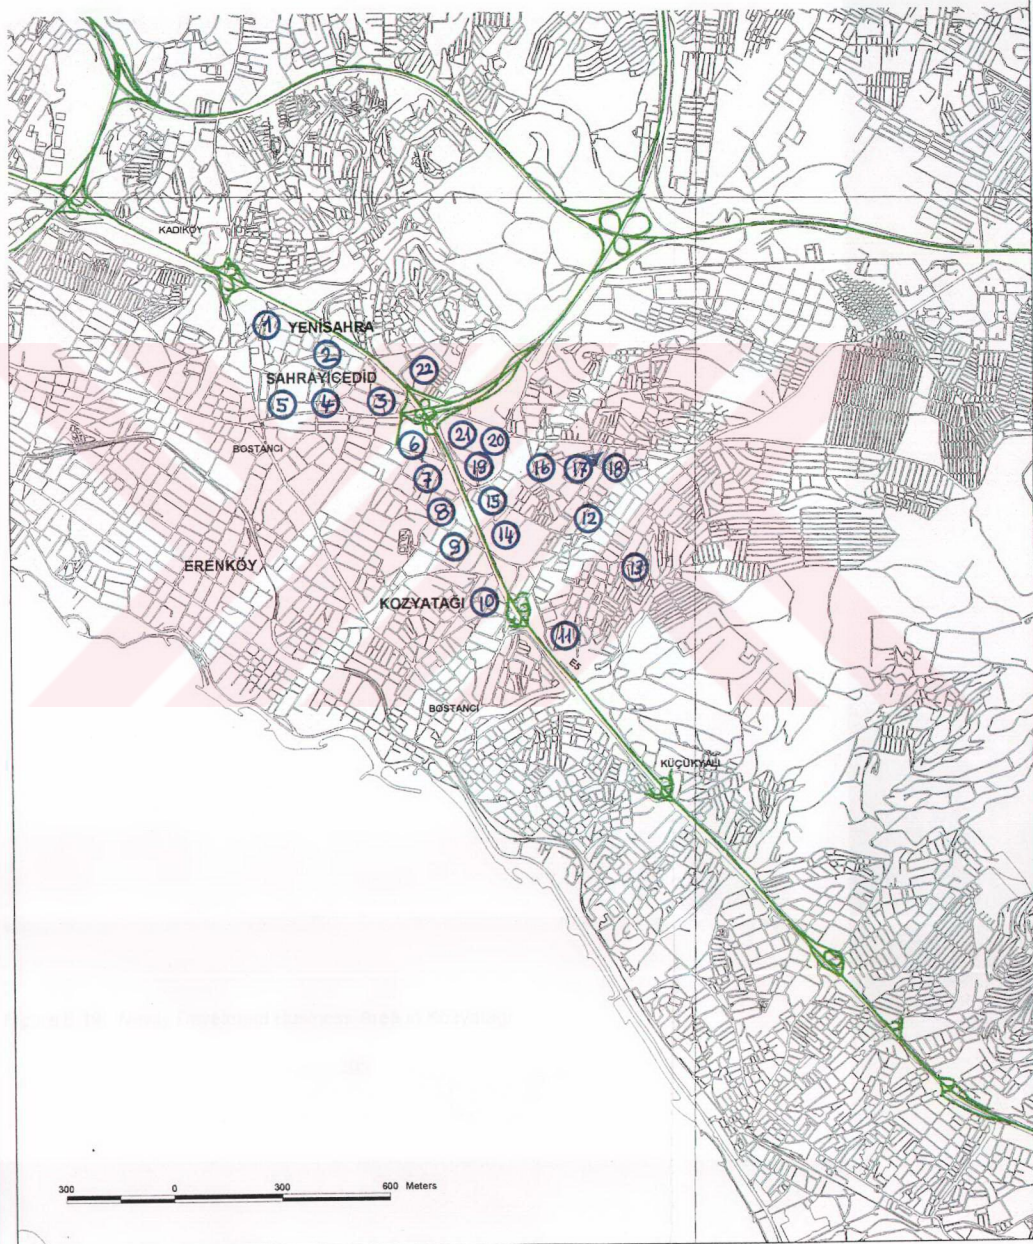 KADIKÖY
1 YENİSAHRA
2
22
SAHRAYICEDİD
5 4 3
BOSTANCI
6 21 20
7 19 16 17 18
8 15 12
9 14
ERENKÖY
13
KOZYATAĞI 10
11
E5
BOSTANCI
KÜÇÜKYALI
300 0 300 600 Meters